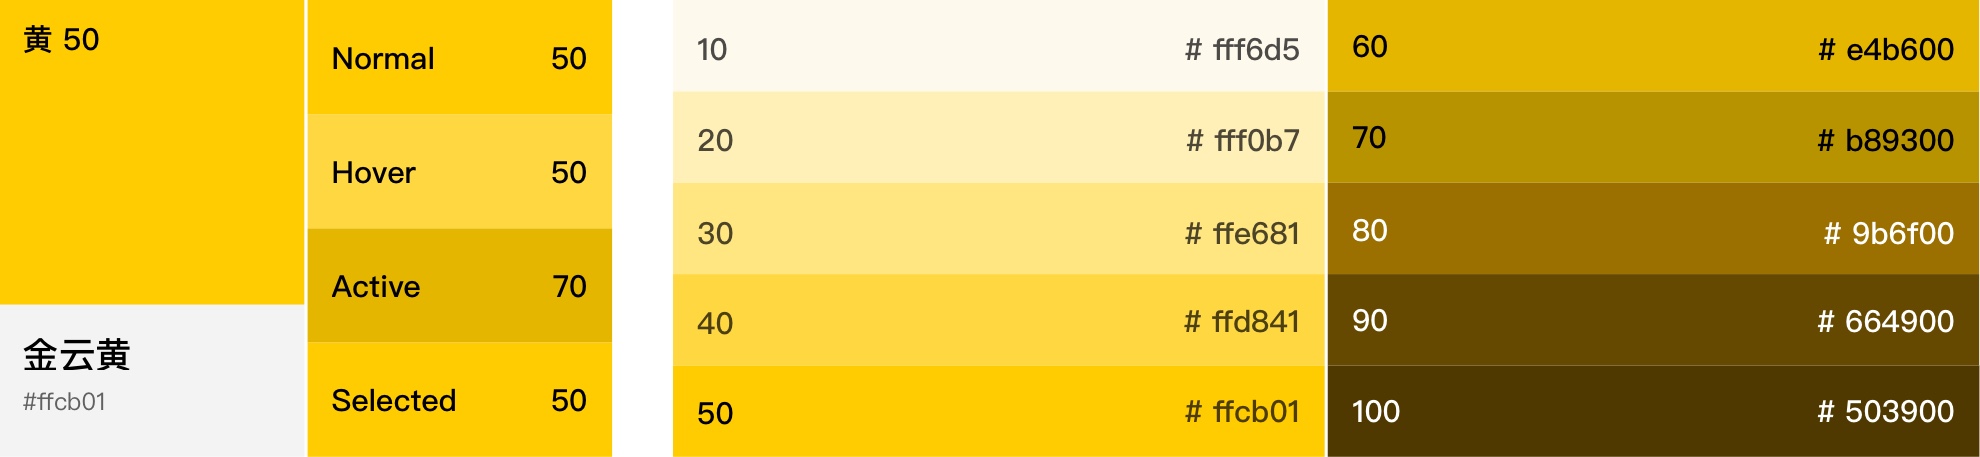 黄 50
金云黄
#ffcb01
Normal 50
Hover 50
Active 70
Selected 50
10 # fff6d5
20 # fff0b7
30 # ffe681
40 # ffd841
50 # ffcb01
60 # e4b600
70 # b89300
80 # 9b6f00
90 # 664900
100 # 503900